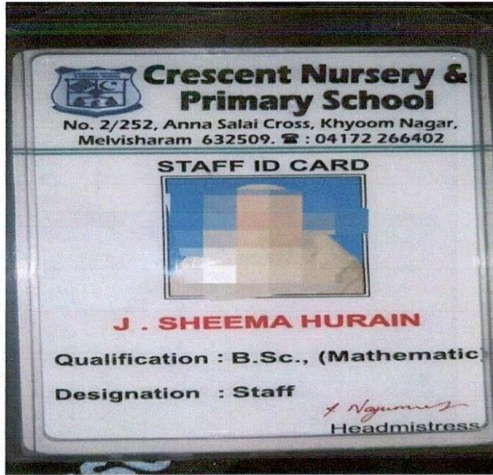 Crescent Nursery &
Primary School
No. 2/252, Anna Salai Cross, Khyoom Nagar,
Melvisharam 632509. ☎ : 04172 266402
STAFF ID CARD
J . SHEEMA HURAIN
Qualification : B.Sc., (Mathematic
Designation : Staff
Headmistress